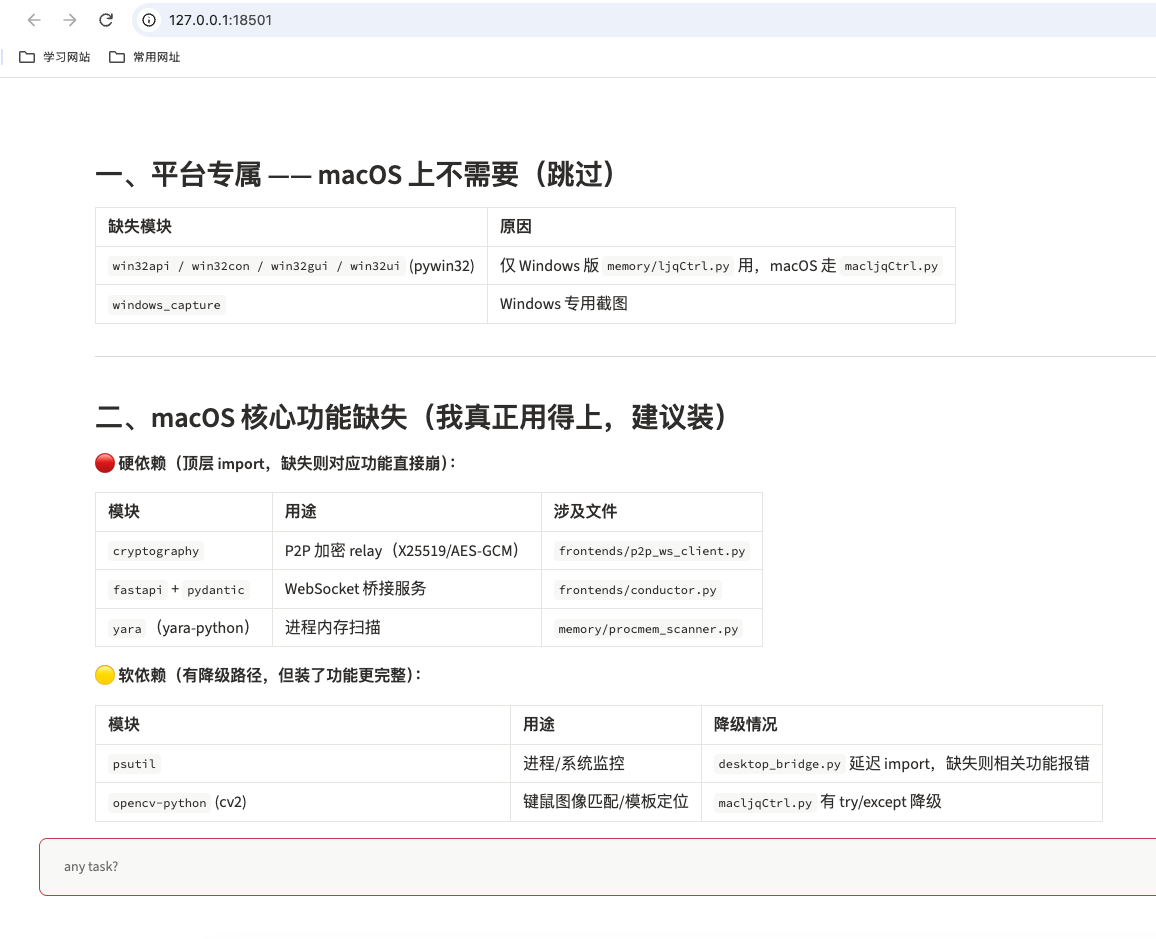 127.0.0.1:18501
学习网站 常用网址
一、平台专属 —— macOS 上不需要（跳过）
缺失模块 原因
win32api / win32con / win32gui / win32ui (pywin32) 仅 Windows 版 memory/ljqCtrl.py 用，macOS 走 macljqCtrl.py
windows_capture Windows 专用截图
二、macOS 核心功能缺失（我真正用得上，建议装）
🔴 硬依赖（顶层 import，缺失则对应功能直接崩）：
模块 用途 涉及文件
cryptography P2P 加密 relay（X25519/AES-GCM） frontends/p2p_ws_client.py
fastapi + pydantic WebSocket 桥接服务 frontends/conductor.py
yara （yara-python） 进程内存扫描 memory/procmem_scanner.py
🟡 软依赖（有降级路径，但装了功能更完整）：
模块 用途 降级情况
psutil 进程/系统监控 desktop_bridge.py 延迟 import，缺失则相关功能报错
opencv-python (cv2) 键鼠图像匹配/模板定位 macljqCtrl.py 有 try/except 降级
any task?